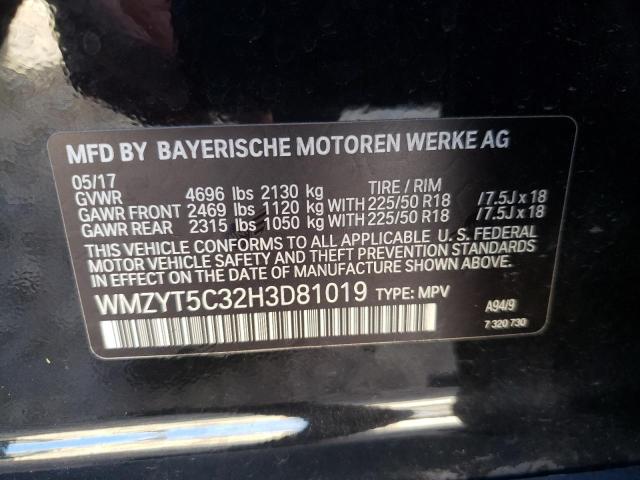 MFD BY BAYERISCHE MOTOREN WERKE AG
05/17 TIRE / RIM
GVWR 4696 lbs 2130 kg
GAWR FRONT 2469 lbs 1120 kg WITH 225/50 R18 /7.5J x 18
GAWR REAR 2315 lbs 1050 kg WITH 225/50 R18 /7.5J x 18
THIS VEHICLE CONFORMS TO ALL APPLICABLE U. S. FEDERAL
MOTOR VEHICLE SAFETY AND THEFT PREVENTION STANDARDS
IN EFFECT ON THE DATE OF MANUFACTURE SHOWN ABOVE.
WMZYT5C32H3D81019 TYPE: MPV A94/9
7 320 730